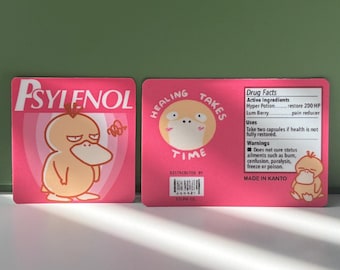 PSYLENOL
HEALING TAKES
TIME
DISTRIBUTED BY
Drug Facts
Active Ingredients
Hyper Potion ........ restore 200 HP
Lum Berry ........ pain reducer
Uses
Take two capsules if health is not
fully restored.
Warnings
Does not cure status
ailments such as burn,
confusion, paralysis,
freeze or poison.
MADE IN KANTO